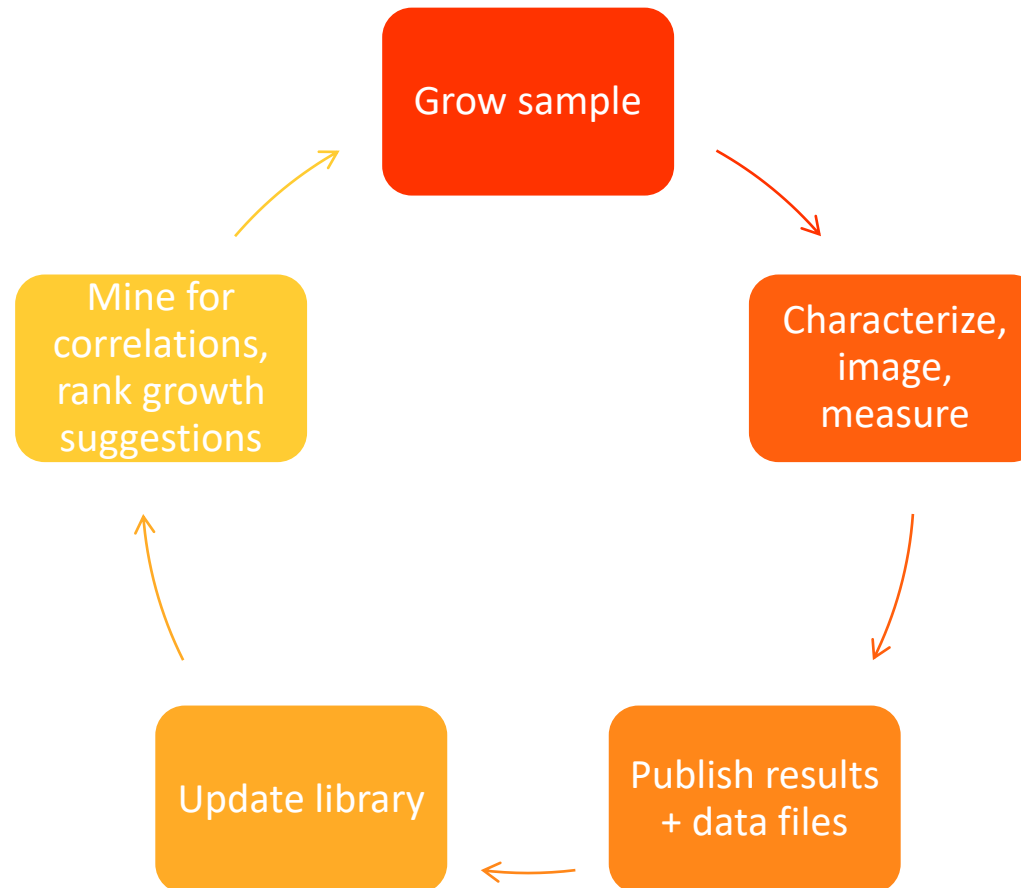 Grow sample
Characterize,
image,
measure
Publish results
+ data files
Update library
Mine for
correlations,
rank growth
suggestions